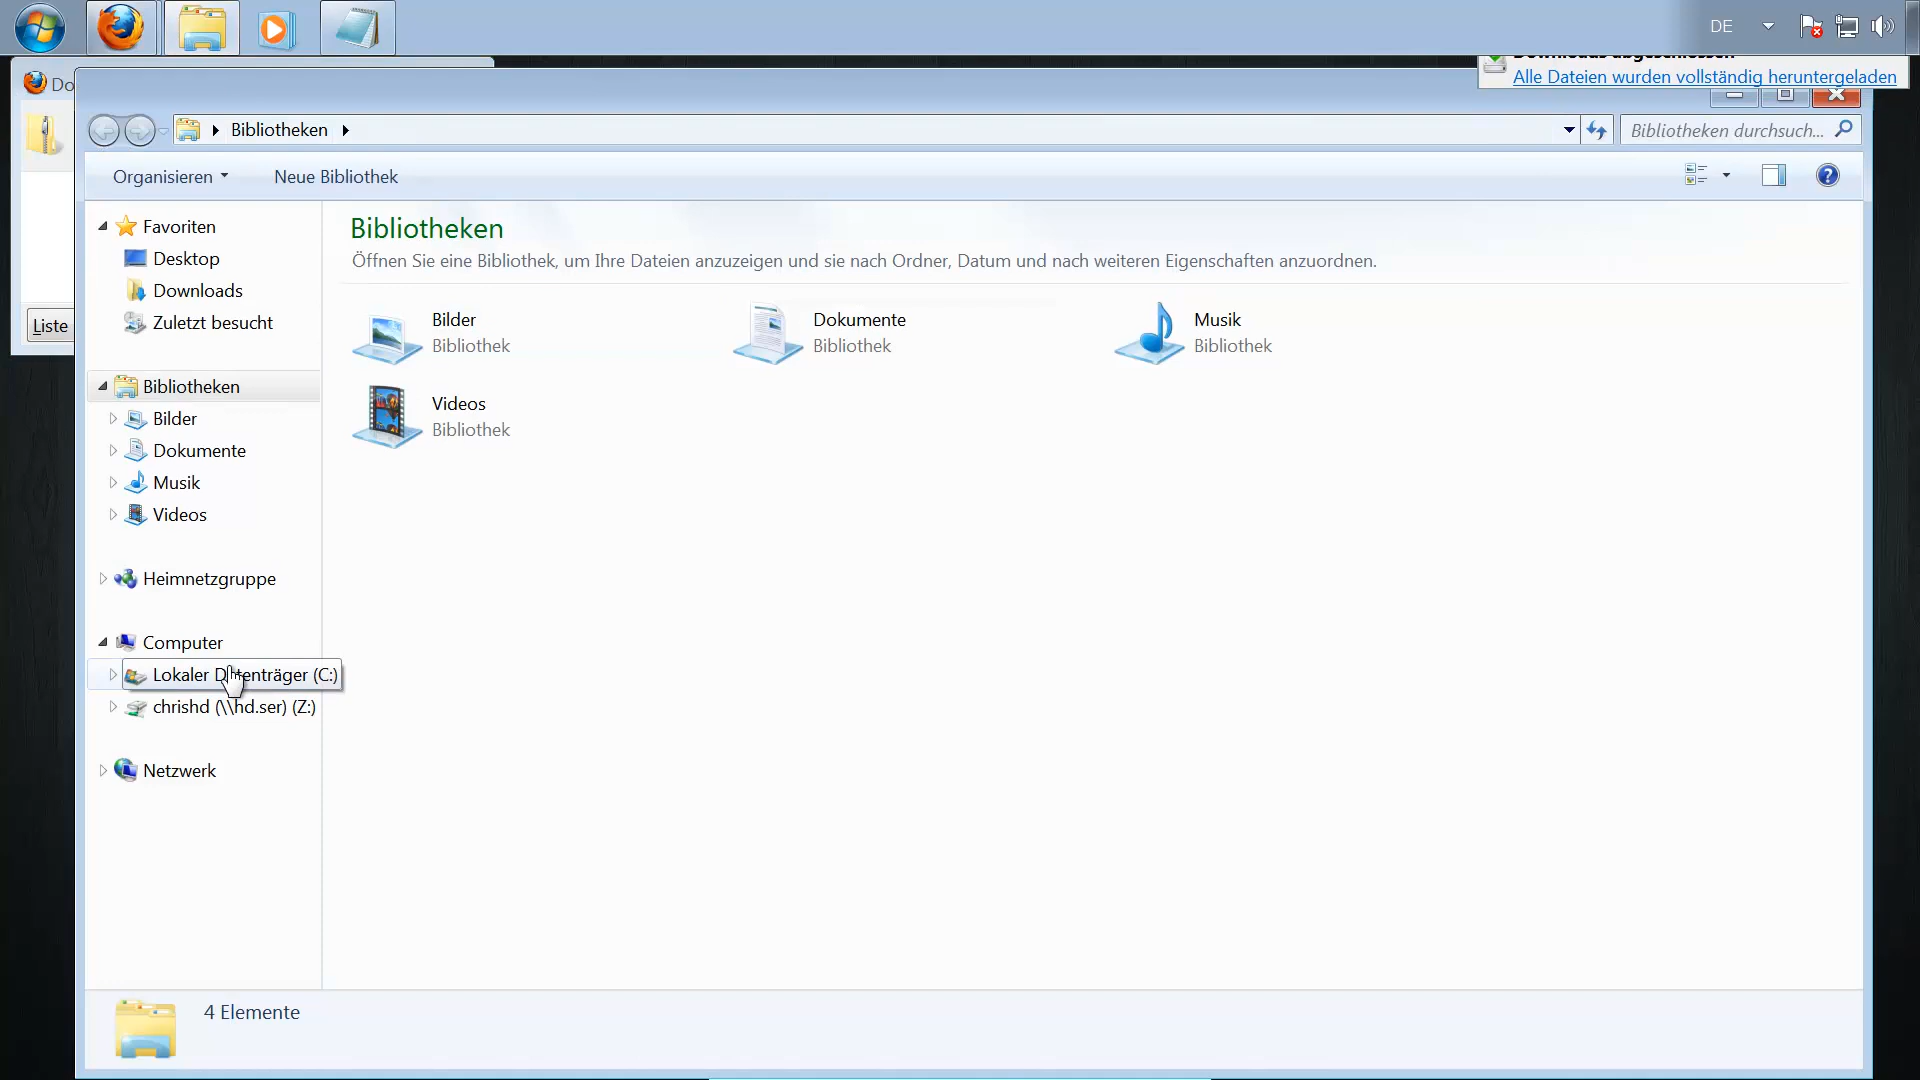 DE
Downloads abgeschlossen
Alle Dateien wurden vollständig heruntergeladen
Do
Bibliotheken
Bibliotheken durchsuch...
Organisieren
Neue Bibliothek
Favoriten
Desktop
Downloads
Zuletzt besucht
Liste
Bibliotheken
Bilder
Dokumente
Musik
Videos
Heimnetzgruppe
Computer
Lokaler Datenträger (C:)
chrishd (\\hd.ser) (Z:)
Netzwerk
Bibliotheken
Öffnen Sie eine Bibliothek, um Ihre Dateien anzuzeigen und sie nach Ordner, Datum und nach weiteren Eigenschaften anzuordnen.
Bilder
Bibliothek
Dokumente
Bibliothek
Musik
Bibliothek
Videos
Bibliothek
4 Elemente